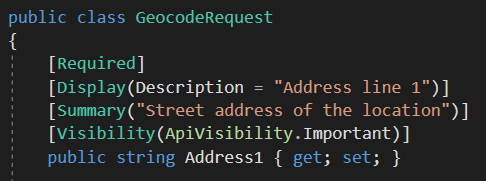 public class GeocodeRequest
{
[Required]
[Display(Description = "Address line 1")]
[Summary("Street address of the location")]
[Visibility(ApiVisibility.Important)]
public string Address1 { get; set; }